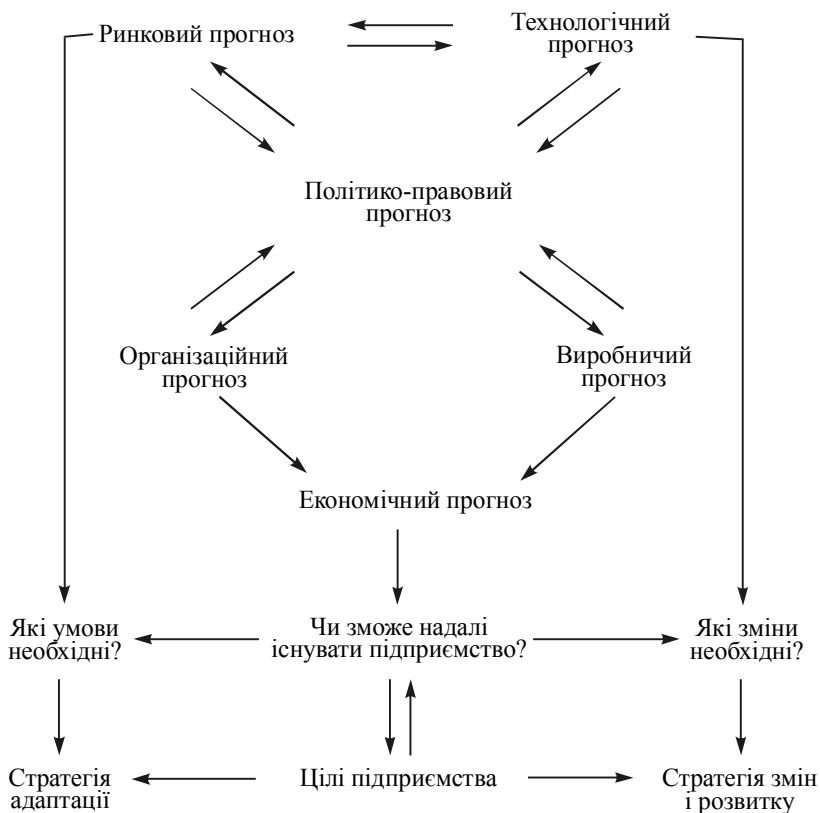 Ринковий прогноз
Технологічний
прогноз
Політико-правовий
прогноз
Організаційний
прогноз
Виробничий
прогноз
Економічний прогноз
Які умови
необхідні?
Чи зможе надалі
існувати підприємство?
Які зміни
необхідні?
Стратегія
адаптації
Цілі підприємства
Стратегія змін
і розвитку